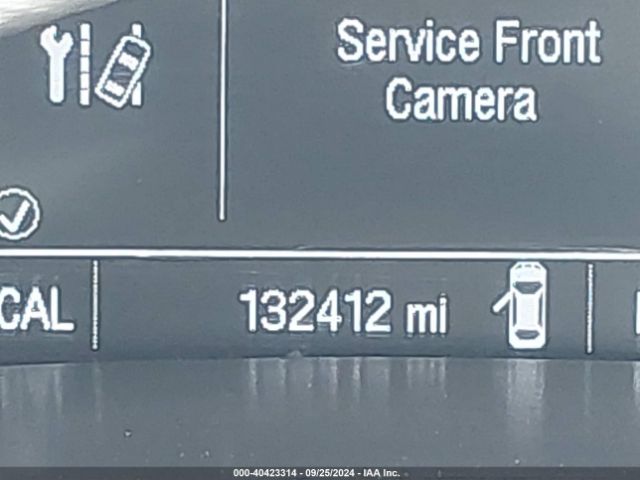 Service Front
Camera
CAL
132412 mi
000-40423314 - 09/25/2024 - IAA Inc.